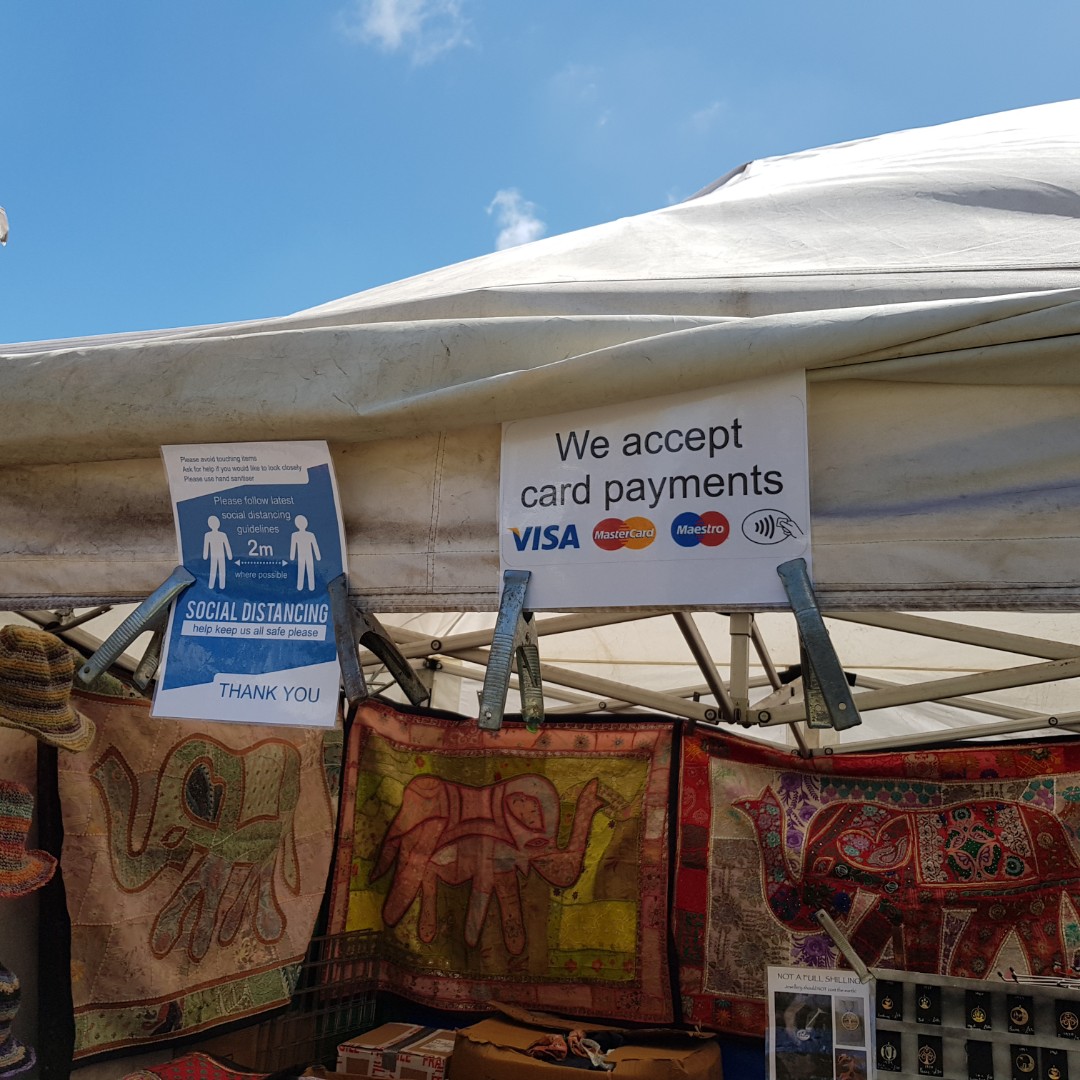 Please avoid touching items
Ask for help if you would like to look closely
Please use hand sanitiser
Please follow latest
social distancing
guidelines
2m
where possible
SOCIAL DISTANCING
help keep us all safe please
THANK YOU
We accept
card payments
VISA MasterCard Maestro
NOT A FULL SHILLING